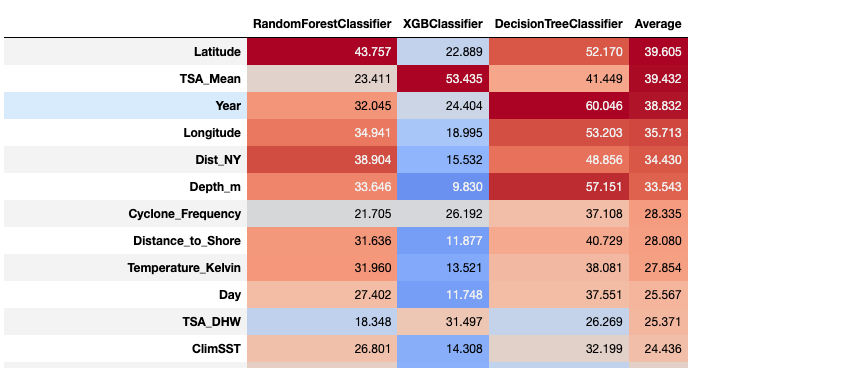 RandomForestClassifier XGBClassifier DecisionTreeClassifier Average
Latitude 43.757 22.889 52.170 39.605
TSA_Mean 23.411 53.435 41.449 39.432
Year 32.045 24.404 60.046 38.832
Longitude 34.941 18.995 53.203 35.713
Dist_NY 38.904 15.532 48.856 34.430
Depth_m 33.646 9.830 57.151 33.543
Cyclone_Frequency 21.705 26.192 37.108 28.335
Distance_to_Shore 31.636 11.877 40.729 28.080
Temperature_Kelvin 31.960 13.521 38.081 27.854
Day 27.402 11.748 37.551 25.567
TSA_DHW 18.348 31.497 26.269 25.371
ClimSST 26.801 14.308 32.199 24.436